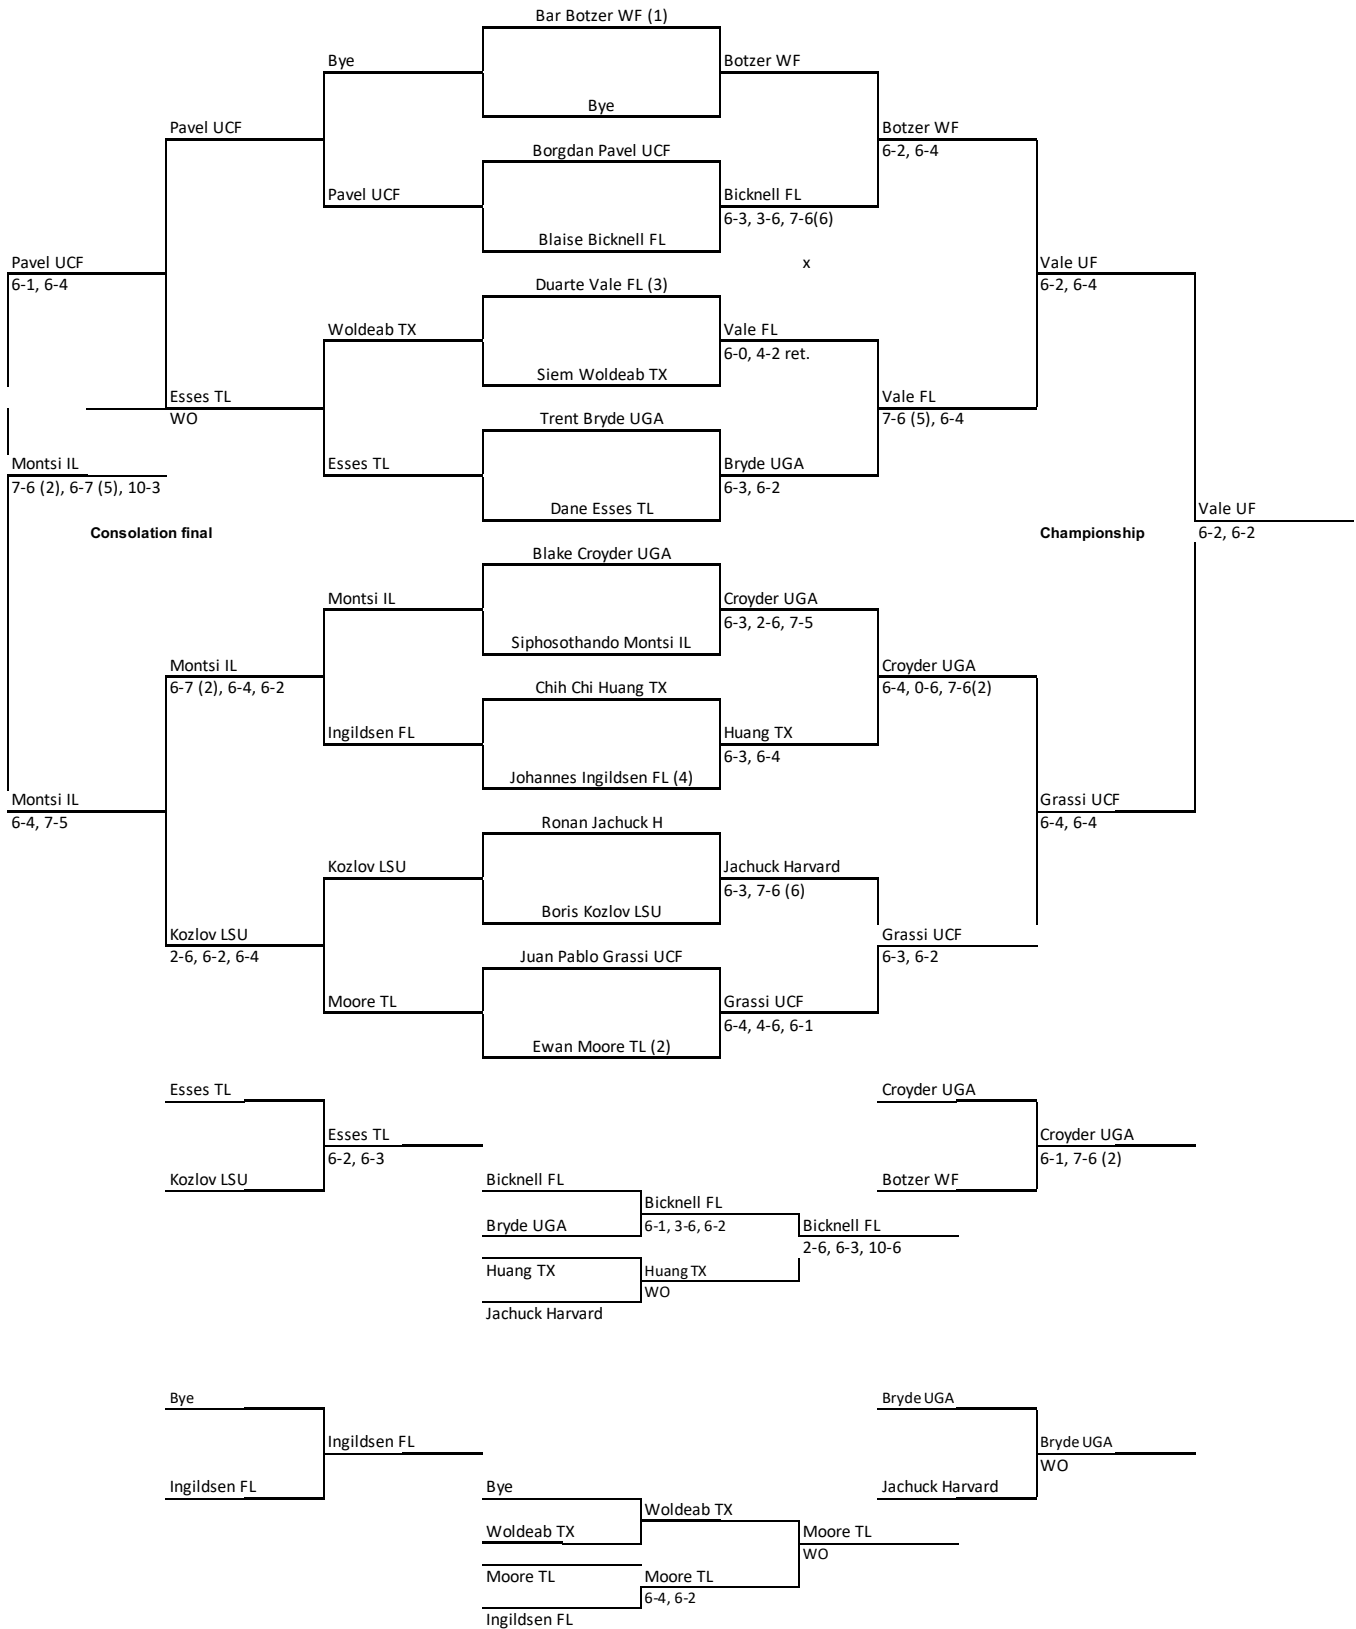 Bar Botzer WF (1)
Bye
Botzer WF
Bye
Pavel UCF
Botzer WF
6-2, 6-4
Borgdan Pavel UCF
Pavel UCF
Bicknell FL
6-3, 3-6, 7-6(6)
Blaise Bicknell FL
Pavel UCF
x
Vale UF
6-1, 6-4
6-2, 6-4
Duarte Vale FL (3)
Woldeab TX
Vale FL
6-0, 4-2 ret.
Siem Woldeab TX
Esses TL
Vale FL
WO
7-6 (5), 6-4
Trent Bryde UGA
Montsi IL
Esses TL
Bryde UGA
7-6 (2), 6-7 (5), 10-3
6-3, 6-2
Dane Esses TL
Vale UF
Consolation final
Championship
6-2, 6-2
Blake Croyder UGA
Montsi IL
Croyder UGA
6-3, 2-6, 7-5
Siphosothando Montsi IL
Montsi IL
Croyder UGA
6-7 (2), 6-4, 6-2
6-4, 0-6, 7-6(2)
Chih Chi Huang TX
Ingildsen FL
Huang TX
6-3, 6-4
Johannes Ingildsen FL (4)
Montsi IL
Grassi UCF
6-4, 7-5
6-4, 6-4
Ronan Jachuck H
Kozlov LSU
Jachuck Harvard
6-3, 7-6 (6)
Boris Kozlov LSU
Kozlov LSU
Grassi UCF
2-6, 6-2, 6-4
6-3, 6-2
Juan Pablo Grassi UCF
Moore TL
Grassi UCF
6-4, 4-6, 6-1
Ewan Moore TL (2)
Esses TL
Croyder UGA
Esses TL
Croyder UGA
6-2, 6-3
6-1, 7-6 (2)
Kozlov LSU
Bicknell FL
Botzer WF
Bicknell FL
Bryde UGA
6-1, 3-6, 6-2
Bicknell FL
2-6, 6-3, 10-6
Huang TX
Huang TX
WO
Jachuck Harvard
Bye
Bryde UGA
Ingildsen FL
Bryde UGA
WO
Ingildsen FL
Bye
Jachuck Harvard
Woldeab TX
Woldeab TX
Moore TL
WO
Moore TL
Moore TL
6-4, 6-2
Ingildsen FL